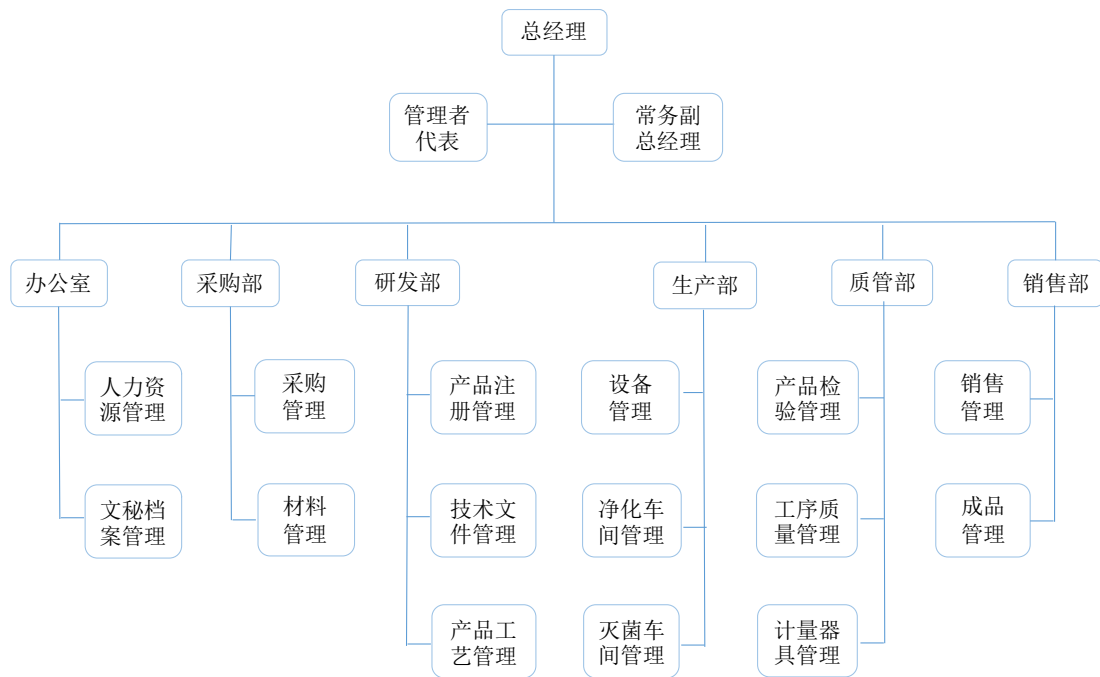 总经理
管理者
代表
常务副
总经理
办公室
采购部
研发部
生产部
质管部
销售部
人力资
源管理
采购
管理
产品注
册管理
设备
管理
产品检
验管理
销售
管理
文秘档
案管理
材料
管理
技术文
件管理
净化车
间管理
工序质
量管理
成品
管理
产品工
艺管理
灭菌车
间管理
计量器
具管理